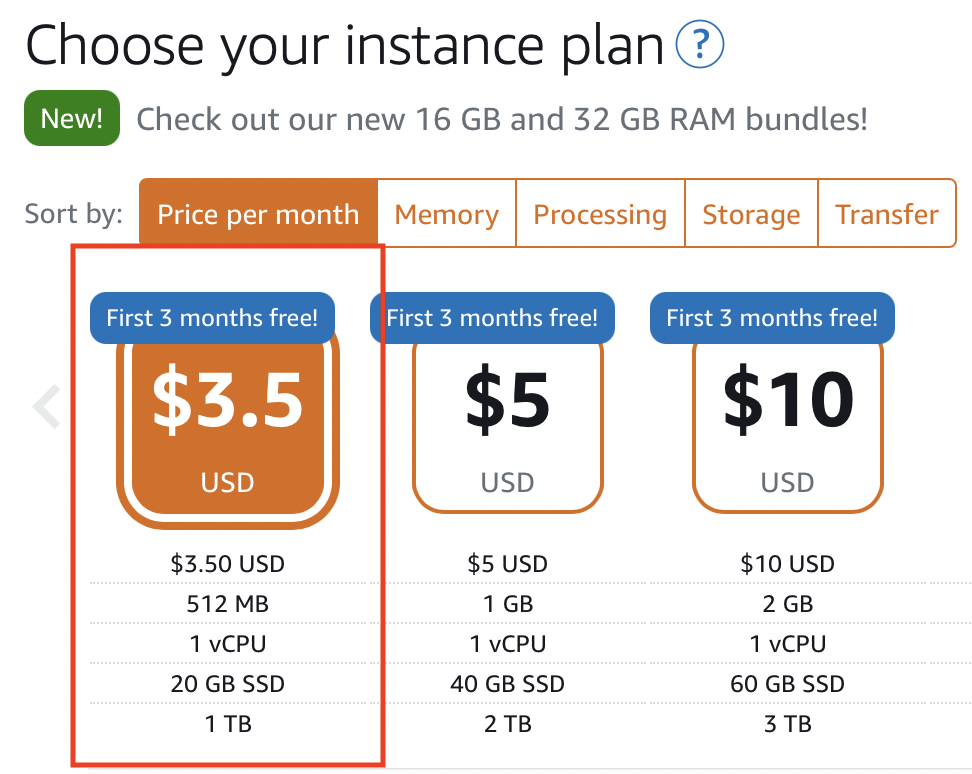 Choose your instance plan ?
New! Check out our new 16 GB and 32 GB RAM bundles!
Sort by: Price per month Memory Processing Storage Transfer
First 3 months free! First 3 months free! First 3 months free!
$3.5 $5 $10
USD USD USD
$3.50 USD $5 USD $10 USD
512 MB 1 GB 2 GB
1 vCPU 1 vCPU 1 vCPU
20 GB SSD 40 GB SSD 60 GB SSD
1 TB 2 TB 3 TB